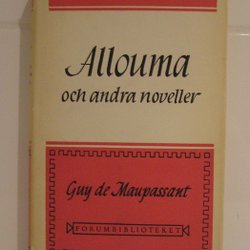 Allouma
och andra noveller
Guy de Maupassant
FORUMBIBLIOTEKET